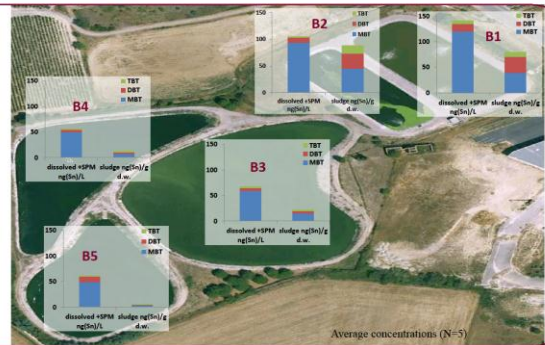 B2
150
100
50
0
TBT
DBT
MBT
dissolved +SPM
ng(Sn)/L
sludge ng(Sn)/g
d.w.
B1
150
100
50
0
TBT
DBT
MBT
dissolved +SPM
ng(Sn)/L
sludge ng(Sn)/g
d.w.
B4
150
100
50
0
TBT
DBT
MBT
dissolved +SPM
ng(Sn)/L
sludge ng(Sn)/g
d.w.
B3
150
100
50
0
TBT
DBT
MBT
dissolved +SPM
ng(Sn)/L
sludge ng(Sn)/g
d.w.
B5
150
100
50
0
TBT
DBT
MBT
dissolved +SPM
ng(Sn)/L
sludge ng(Sn)/g
d.w.
Average concentrations (N=5)